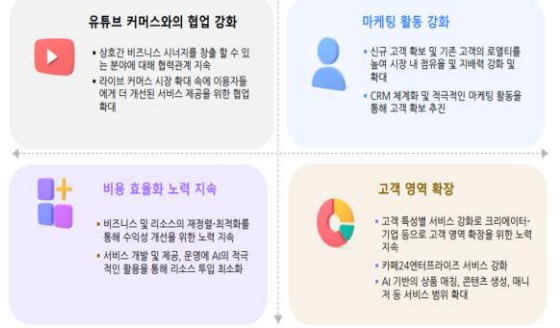 유튜브 커머스와의 협업 강화
▪ 상호간 비즈니스 시너지를 창출 할 수 있
는 분야에 대해 협력관계 지속
▪ 라이브 커머스 시장 확대 속에 이용자들
에게 더 개선된 서비스 제공을 위한 협업
확대
마케팅 활동 강화
▪ 신규 고객 확보 및 기존 고객의 로열티를
높여 시장 내 점유율 및 지배력 강화 및
확대
▪ CRM 체계화 및 적극적인 마케팅 활동을
통해 고객 확보 추진
비용 효율화 노력 지속
▪ 비즈니스 및 리소스의 재정렬-최적화를
통해 수익성 개선을 위한 노력 지속
▪ 서비스 개발 및 제공, 운영에 AI의 적극
적인 활용을 통해 리소스 투입 최소화
고객 영역 확장
▪ 고객 특성별 서비스 강화로 크리에이터-
기업 등으로 고객 영역 확장을 위한 노력
지속
▪ 카페24엔터프라이즈 서비스 강화
▪ AI 기반의 상품 매칭, 콘텐츠 생성, 매니
저 등 서비스 범위 확대